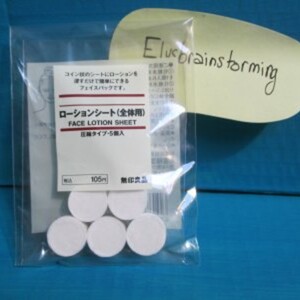 コイン状のシートにローションを
浸すだけで簡単にできる
フェイスパックです。
ローションシート(全体用)
FACE LOTION SHEET
圧縮タイプ・5個入
税込 105円 無印良品
Elusbrainstorming